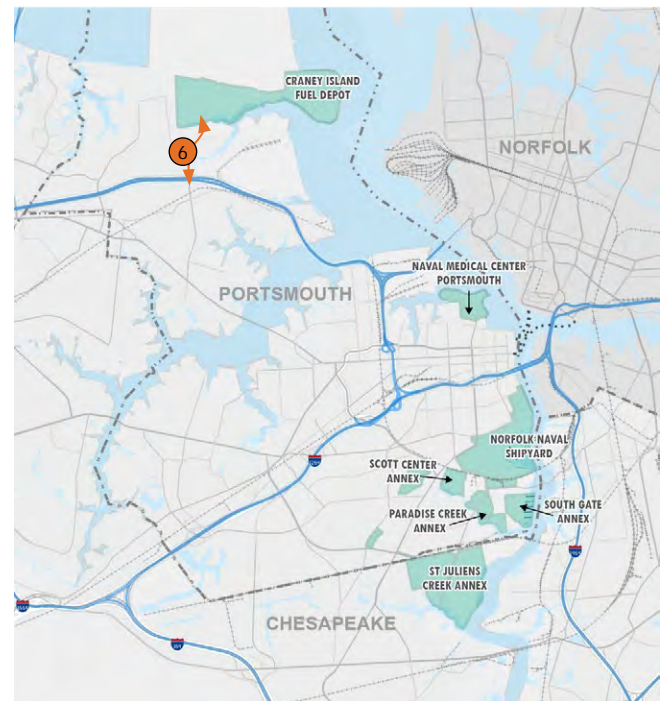 CRANEY ISLAND
FUEL DEPOT
6
NORFOLK
NAVAL MEDICAL CENTER
PORTSMOUTH
PORTSMOUTH
NORFOLK NAVAL
SHIPYARD
SCOTT CENTER
ANNEX
SOUTH GATE
ANNEX
PARADISE CREEK
ANNEX
ST JULIENS
CREEK ANNEX
CHESAPEAKE